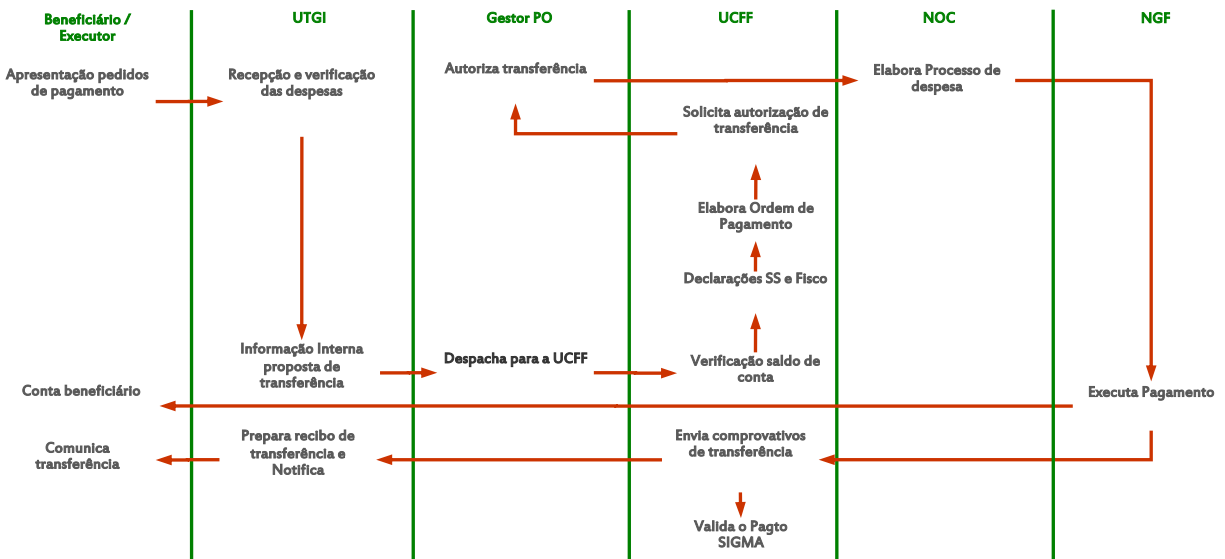 Beneficiário /
Executor
UTGI
Gestor PO
UCFF
NOC
NGF
Apresentação pedidos
de pagamento
Recepção e verificação
das despesas
Autoriza transferência
Elabora Processo de
despesa
Solicita autorização de
transferência
Elabora Ordem de
Pagamento
Declarações SS e Fisco
Informação Interna
proposta de
transferência
Despacha para a UCFF
Verificação saldo de
conta
Conta beneficiário
Executa Pagamento
Comunica
transferência
Prepara recibo de
transferência e
Notifica
Envia comprovativos
de transferência
Valida o Pagto
SIGMA